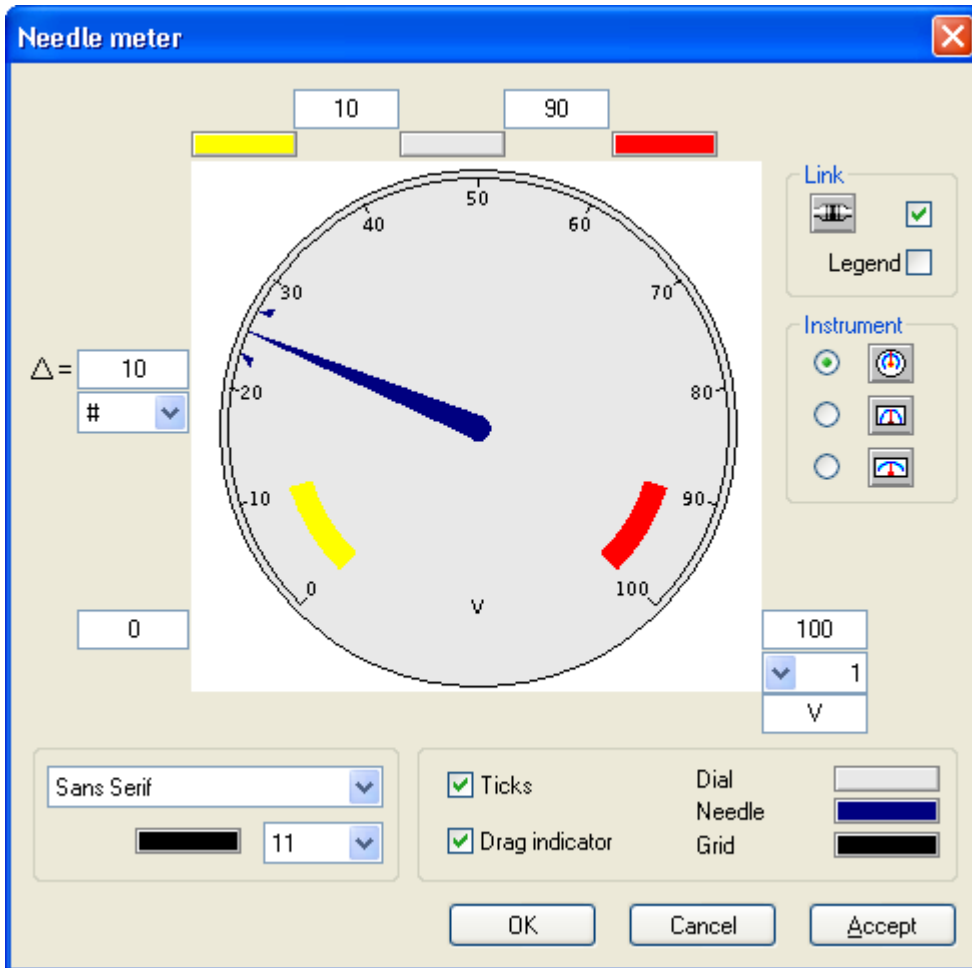 Needle meter
10 90
Link
Legend
50
40 60
30 70
Instrument
Δ= 10
20 80
#
10 90
0 100
V
0 100
1
V
Sans Serif
11
Ticks
Drag indicator
Dial
Needle
Grid
OK Cancel Accept